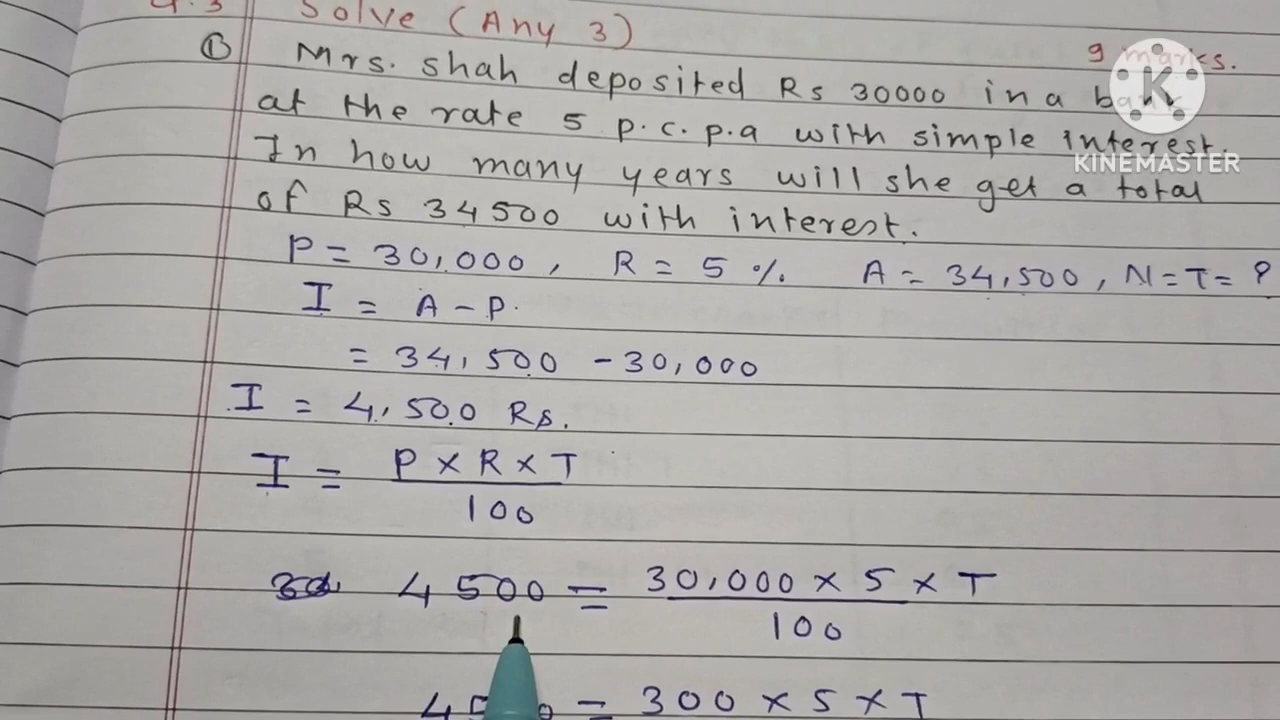 Solve (Any 3)
9 marks.
① Mrs. shah deposited Rs 30000 in a bank
at the rate 5 p.c.p.a with simple interest.
In how many years will she get a total
of Rs 34500 with interest.
P = 30,000, R = 5 %. A = 34,500, N = T = ?
I = A - P.
= 34,500 - 30,000
I = 4,500 Rs.
I = P × R × T
100
4500 = 30,000 × 5 × T
100
= 300 × 5 × T
K
KINEMASTER